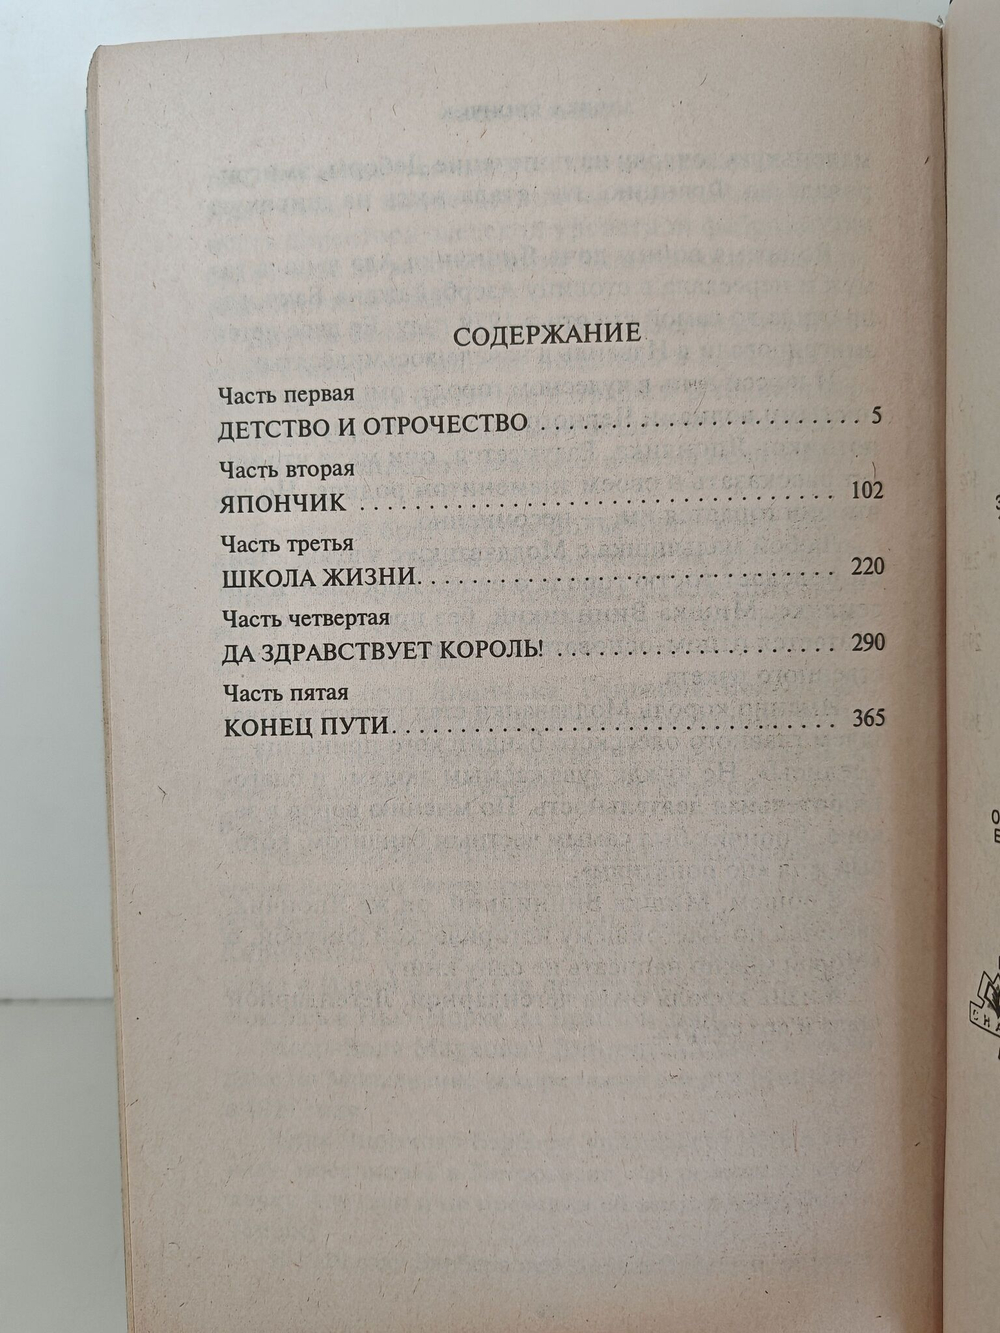 СОДЕРЖАНИЕ
Часть первая
ДЕТСТВО И ОТРОЧЕСТВО . . . . . . . . . . . . . . . . . . . . . . . 5
Часть вторая
ЯПОНЧИК . . . . . . . . . . . . . . . . . . . . . . . . . . . . . . . . . . 102
Часть третья
ШКОЛА ЖИЗНИ. . . . . . . . . . . . . . . . . . . . . . . . . . . . . . 220
Часть четвертая
ДА ЗДРАВСТВУЕТ КОРОЛЬ! . . . . . . . . . . . . . . . . . . . . 290
Часть пятая
КОНЕЦ ПУТИ. . . . . . . . . . . . . . . . . . . . . . . . . . . . . . . . 365